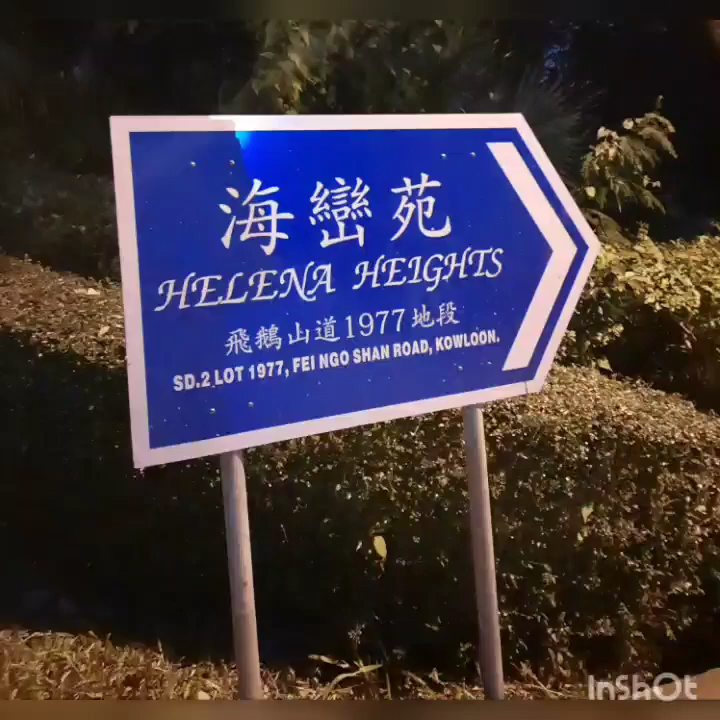 海巒苑
HELENA HEIGHTS
飛鵝山道1977地段
SD.2 LOT 1977, FEI NGO SHAN ROAD, KOWLOON.
InShOt